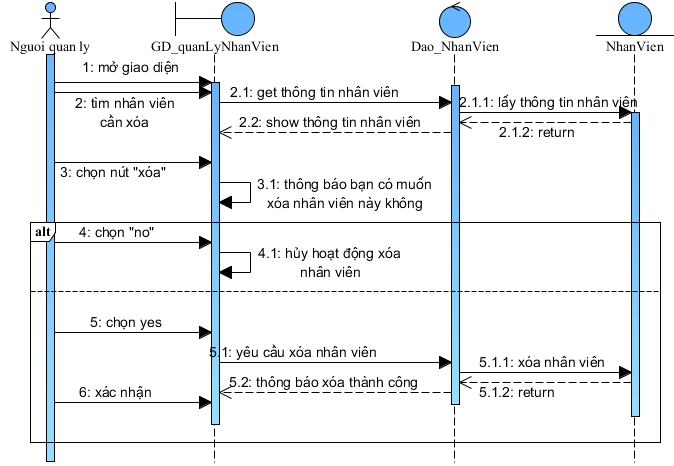 Nguoi quan ly
GD_quanLyNhanVien
Dao_NhanVien
NhanVien
1: mở giao diện
2: tìm nhân viên
cần xóa
2.1: get thông tin nhân viên
2.1.1: lấy thông tin nhân viên
2.2: show thông tin nhân viên
2.1.2: return
3: chọn nút "xóa"
3.1: thông báo bạn có muốn
xóa nhân viên này không
alt
4: chọn "no"
4.1: hủy hoạt động xóa
nhân viên
5: chọn yes
5.1: yêu cầu xóa nhân viên
5.1.1: xóa nhân viên
5.2: thông báo xóa thành công
5.1.2: return
6: xác nhận